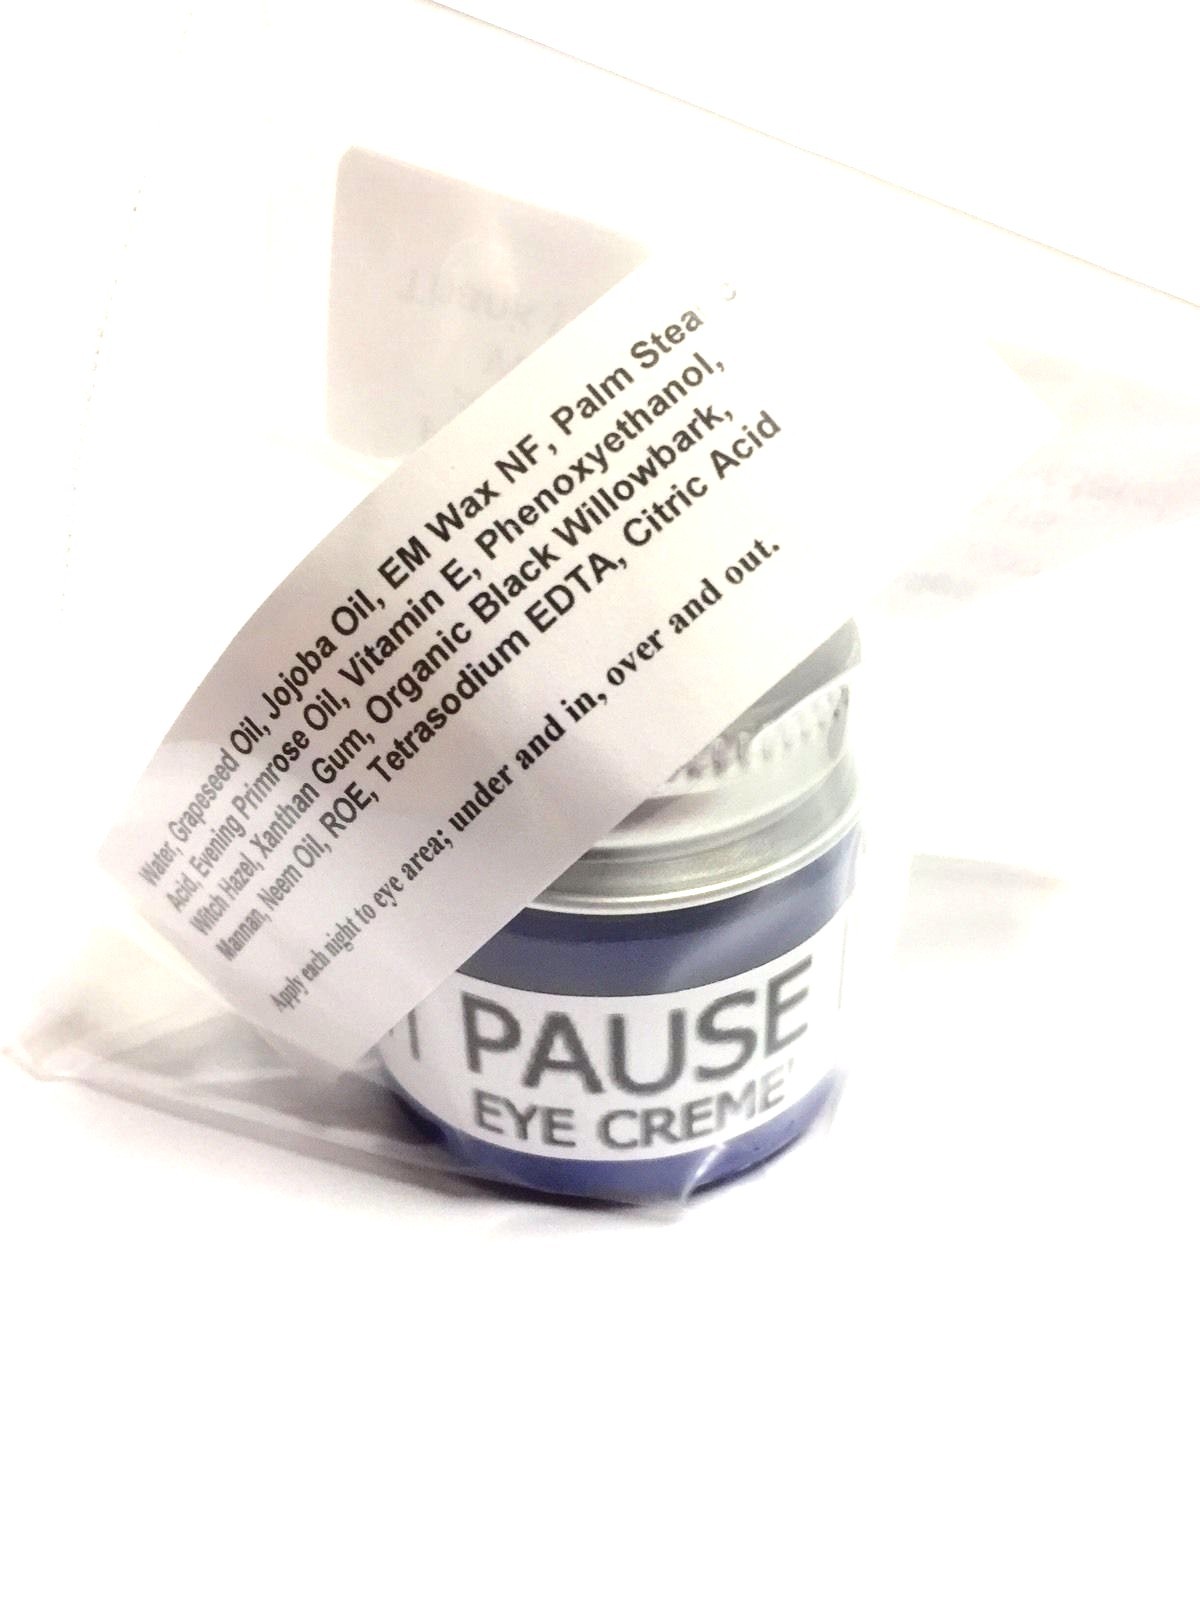 Water, Grapeseed Oil, Jojoba Oil, EM Wax NF, Palm Stea
Acid, Evening Primrose Oil, Vitamin E, Phenoxyethanol,
Witch Hazel, Xanthan Gum, Organic Black Willowbark,
Mannan, Neem Oil, ROE, Tetrasodium EDTA, Citric Acid
Apply each night to eye area; under and in, over and out.
PAUSE
EYE CREME'